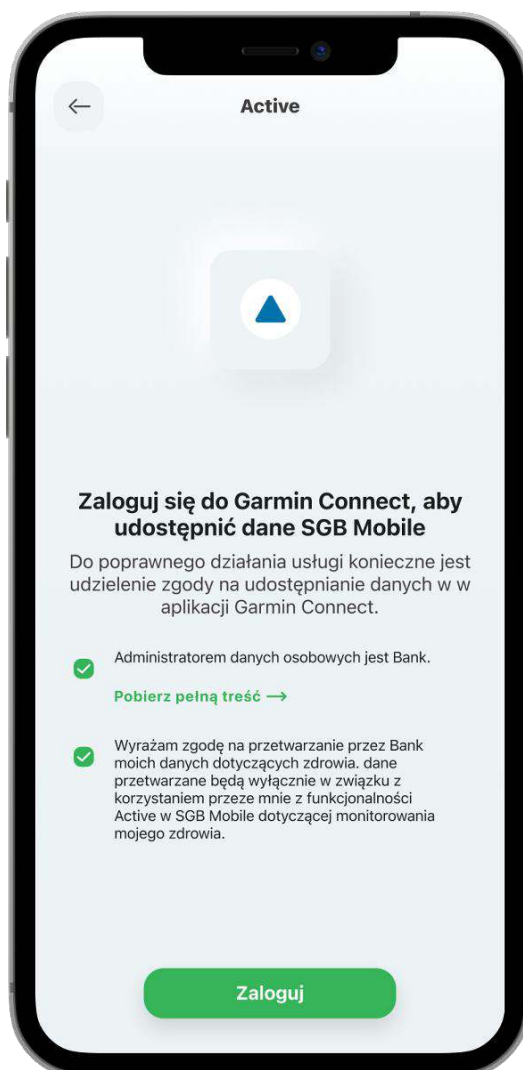 Active
Zaloguj się do Garmin Connect, aby
udostępnić dane SGB Mobile
Do poprawnego działania usługi konieczne jest
udzielenie zgody na udostępnianie danych w w
aplikacji Garmin Connect.
Administratorem danych osobowych jest Bank.
Pobierz pełną treść →
Wyrażam zgodę na przetwarzanie przez Bank
moich danych dotyczących zdrowia. dane
przetwarzane będą wyłącznie w związku z
korzystaniem przeze mnie z funkcjonalności
Active w SGB Mobile dotyczącej monitorowania
mojego zdrowia.
Zaloguj